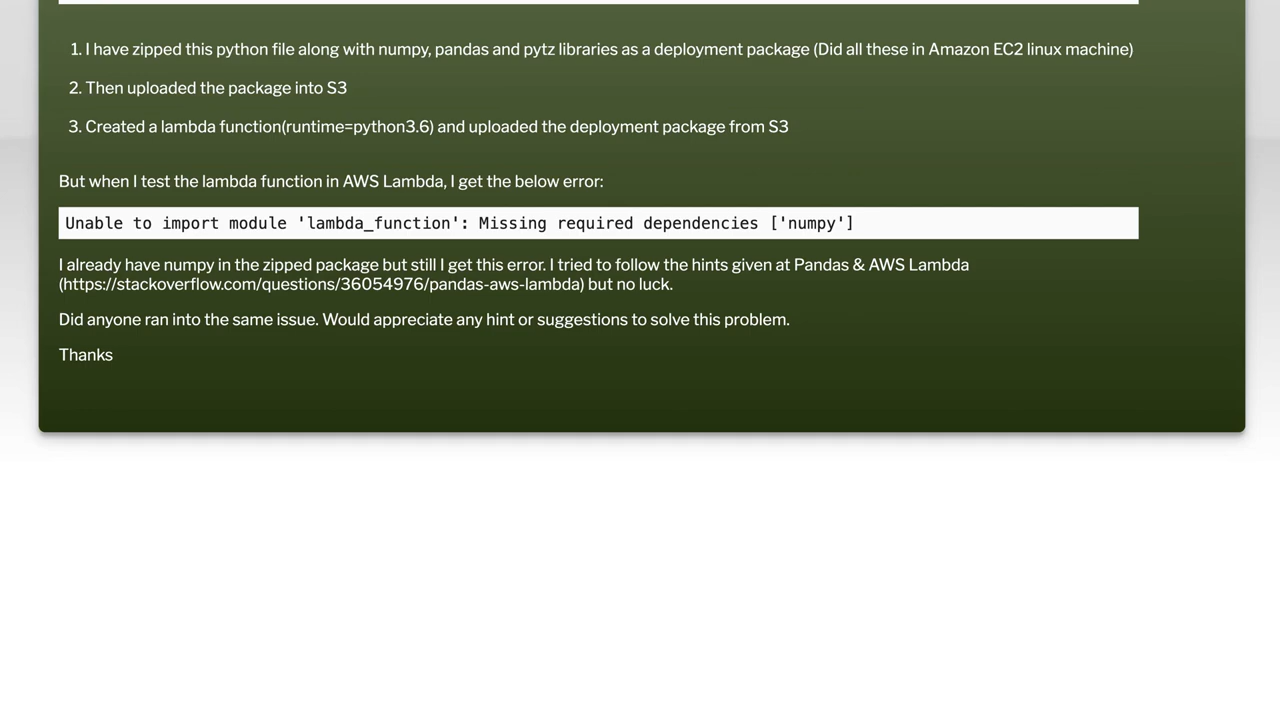 1. I have zipped this python file along with numpy, pandas and pytz libraries as a deployment package (Did all these in Amazon EC2 linux machine)
2. Then uploaded the package into S3
3. Created a lambda function(runtime=python3.6) and uploaded the deployment package from S3
But when I test the lambda function in AWS Lambda, I get the below error:
Unable to import module 'lambda_function': Missing required dependencies ['numpy']
I already have numpy in the zipped package but still I get this error. I tried to follow the hints given at Pandas & AWS Lambda
(https://stackoverflow.com/questions/36054976/pandas-aws-lambda) but no luck.
Did anyone ran into the same issue. Would appreciate any hint or suggestions to solve this problem.
Thanks